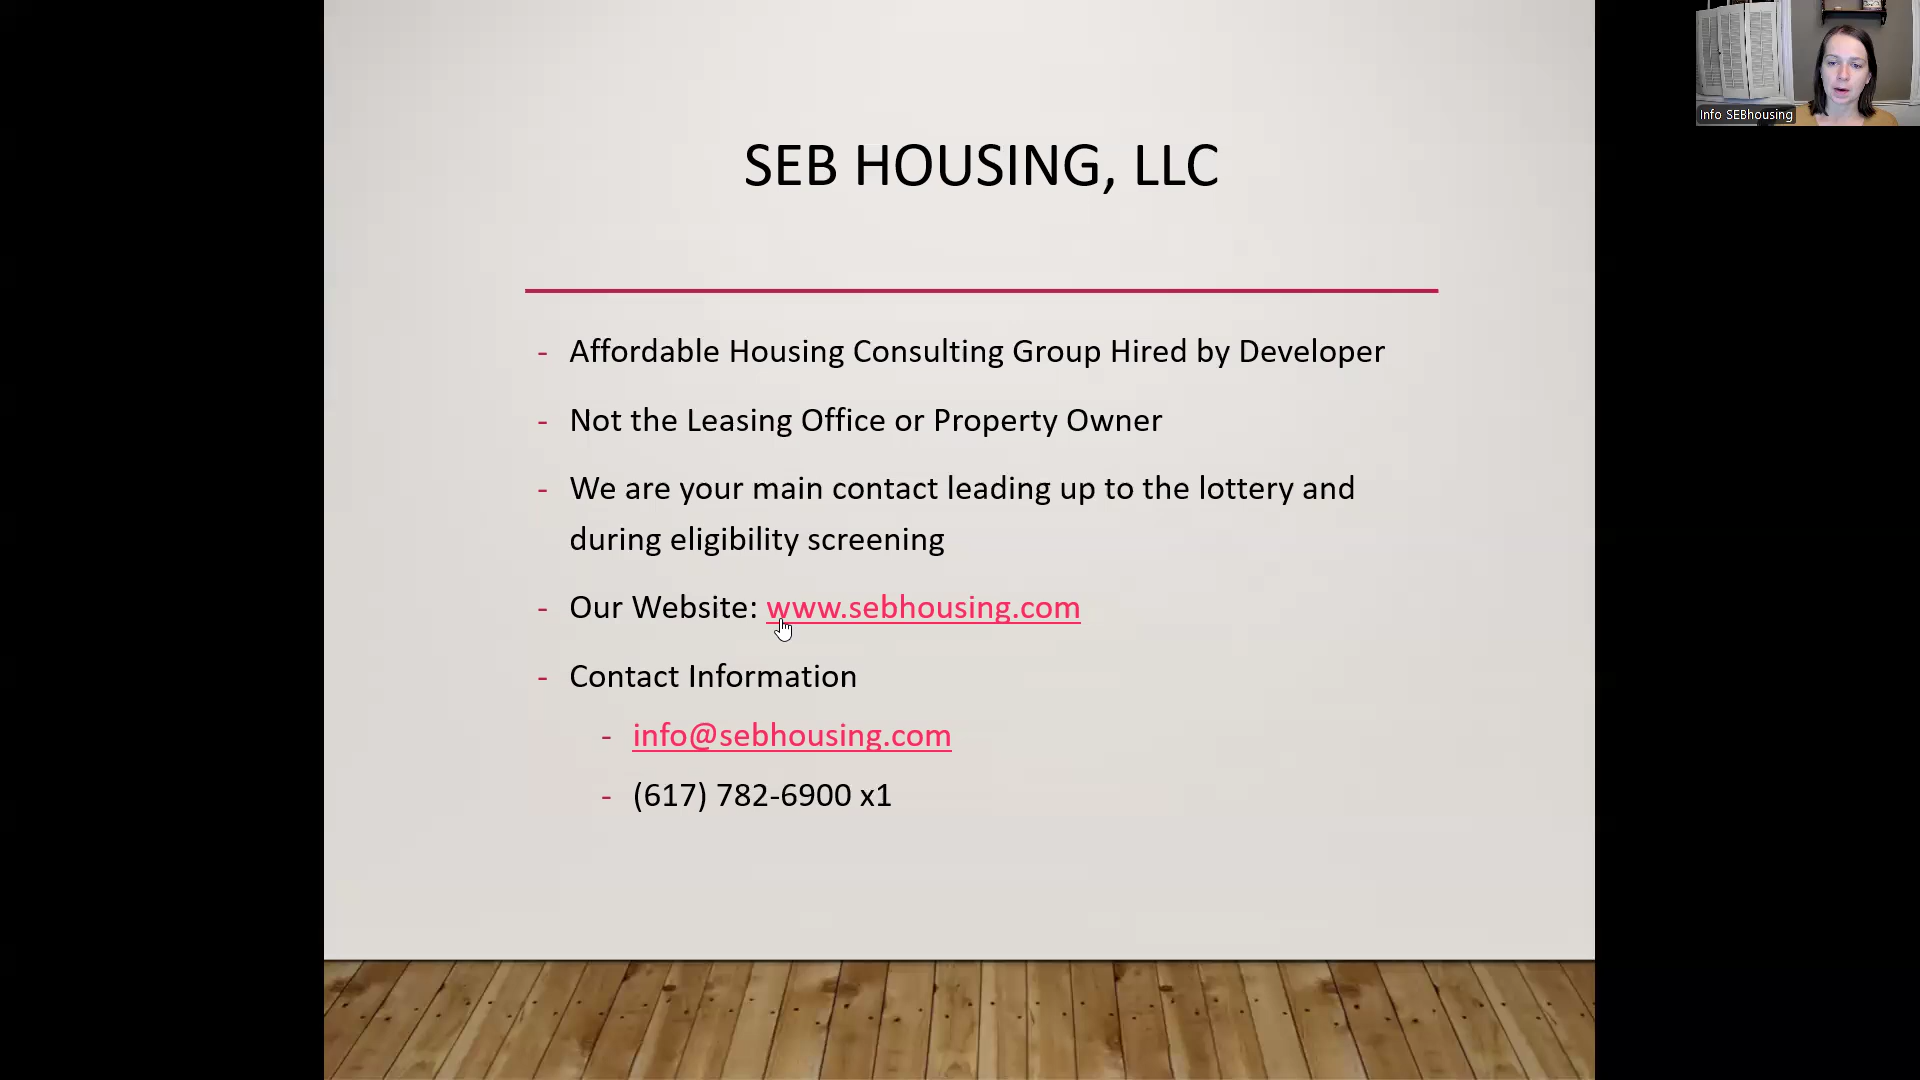 SEB HOUSING, LLC
- Affordable Housing Consulting Group Hired by Developer
- Not the Leasing Office or Property Owner
- We are your main contact leading up to the lottery and
during eligibility screening
- Our Website: www.sebhousing.com
- Contact Information
- info@sebhousing.com
- (617) 782-6900 x1
Info SEBhousing